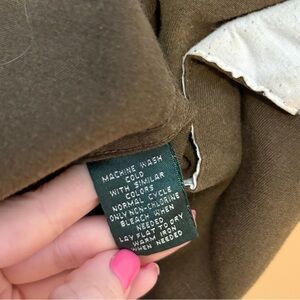 MACHINE WASH
COLD
WITH SIMILAR
COLORS
NORMAL CYCLE
ONLY NON-CHLORINE
BLEACH WHEN
NEEDED
LAY FLAT TO DRY
WARM IRON
WHEN NEEDED